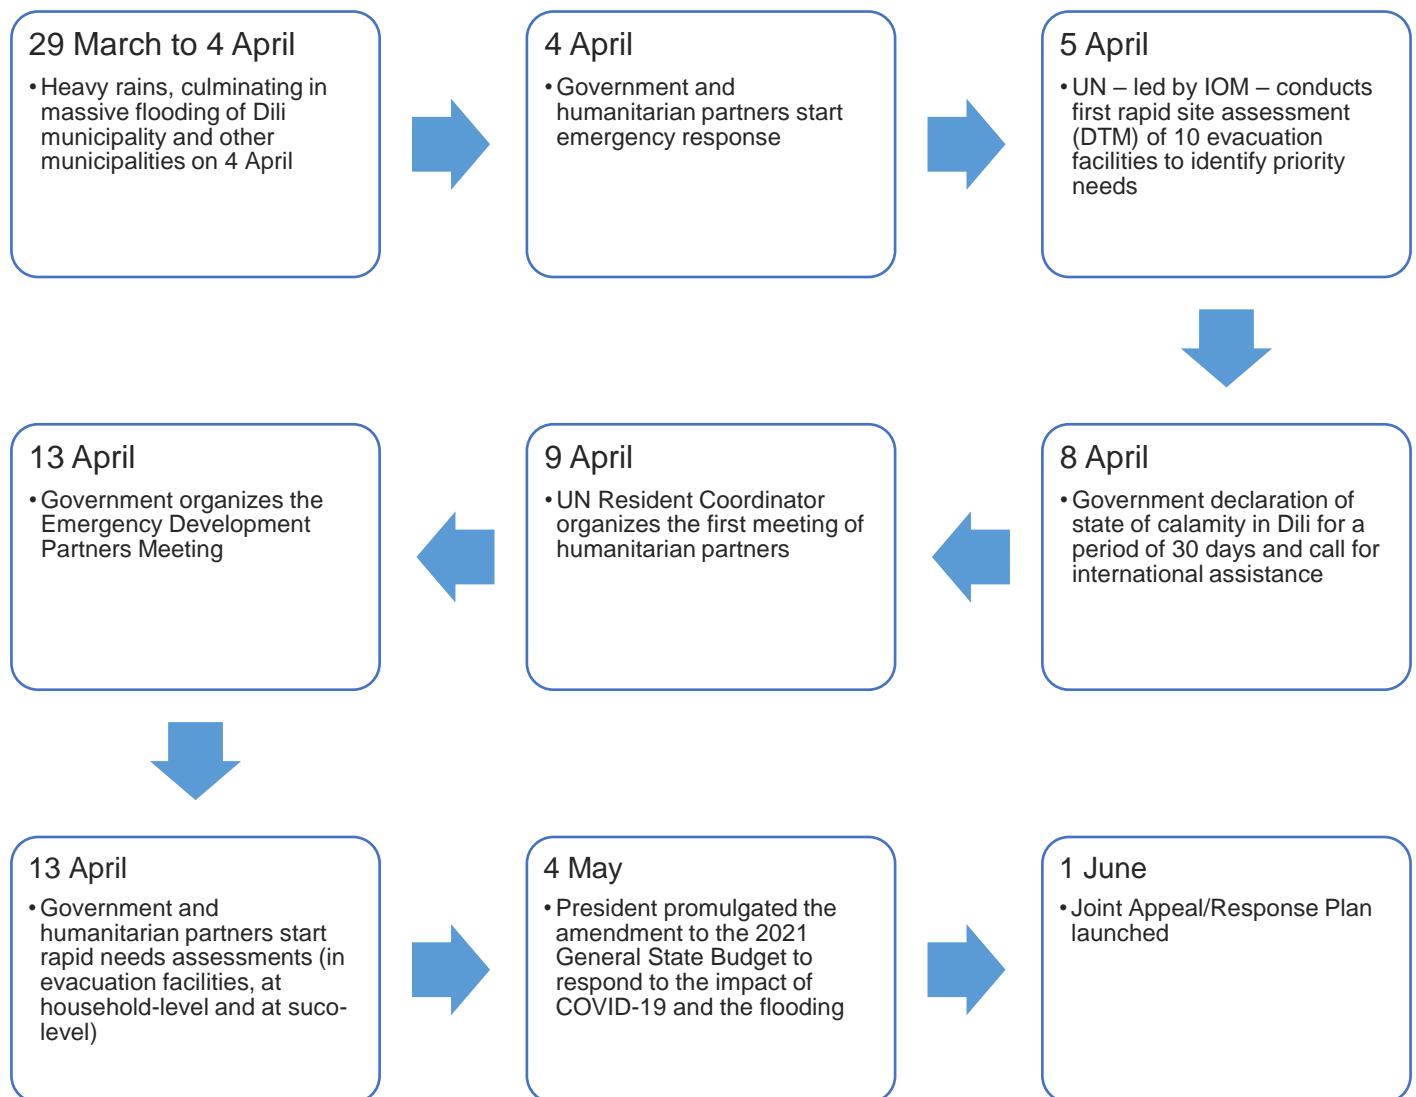 29 March to 4 April
•Heavy rains, culminating in
massive flooding of Dili
municipality and other
municipalities on 4 April
4 April
•Government and
humanitarian partners start
emergency response
5 April
•UN – led by IOM – conducts
first rapid site assessment
(DTM) of 10 evacuation
facilities to identify priority
needs
8 April
•Government declaration of
state of calamity in Dili for a
period of 30 days and call for
international assistance
9 April
•UN Resident Coordinator
organizes the first meeting of
humanitarian partners
13 April
•Government organizes the
Emergency Development
Partners Meeting
13 April
•Government and
humanitarian partners start
rapid needs assessments (in
evacuation facilities, at
household-level and at suco-
level)
4 May
•President promulgated the
amendment to the 2021
General State Budget to
respond to the impact of
COVID-19 and the flooding
1 June
•Joint Appeal/Response Plan
launched